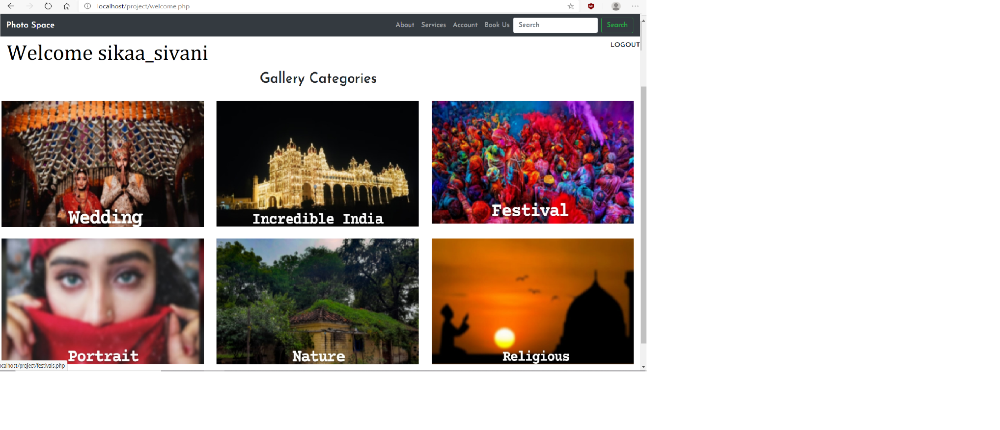 localhost/project/welcome.php
Photo Space About Services Account Book Us Search Search
LOGOUT
Welcome sikaa_sivani
Gallery Categories
Wedding Incredible India Festival
Portrait Nature Religious
ocalhost/project/festivals.php